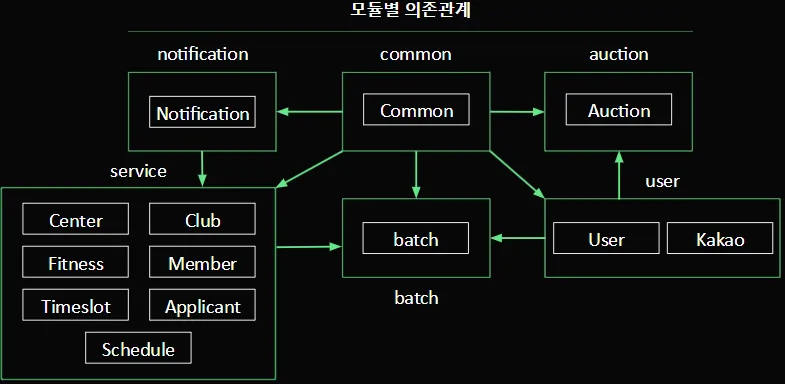 모듈별 의존관계
notification
common
auction
Notification
Common
Auction
service
user
Center
Club
batch
User
Kakao
Fitness
Member
Timeslot
Applicant
batch
Schedule